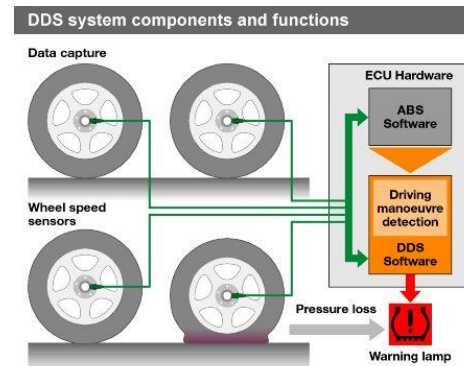 DDS system components and functions
Data capture
ECU Hardware
ABS
Software
Wheel speed
sensors
Driving
manoeuvre
detection
DDS
Software
Pressure loss
Warning lamp